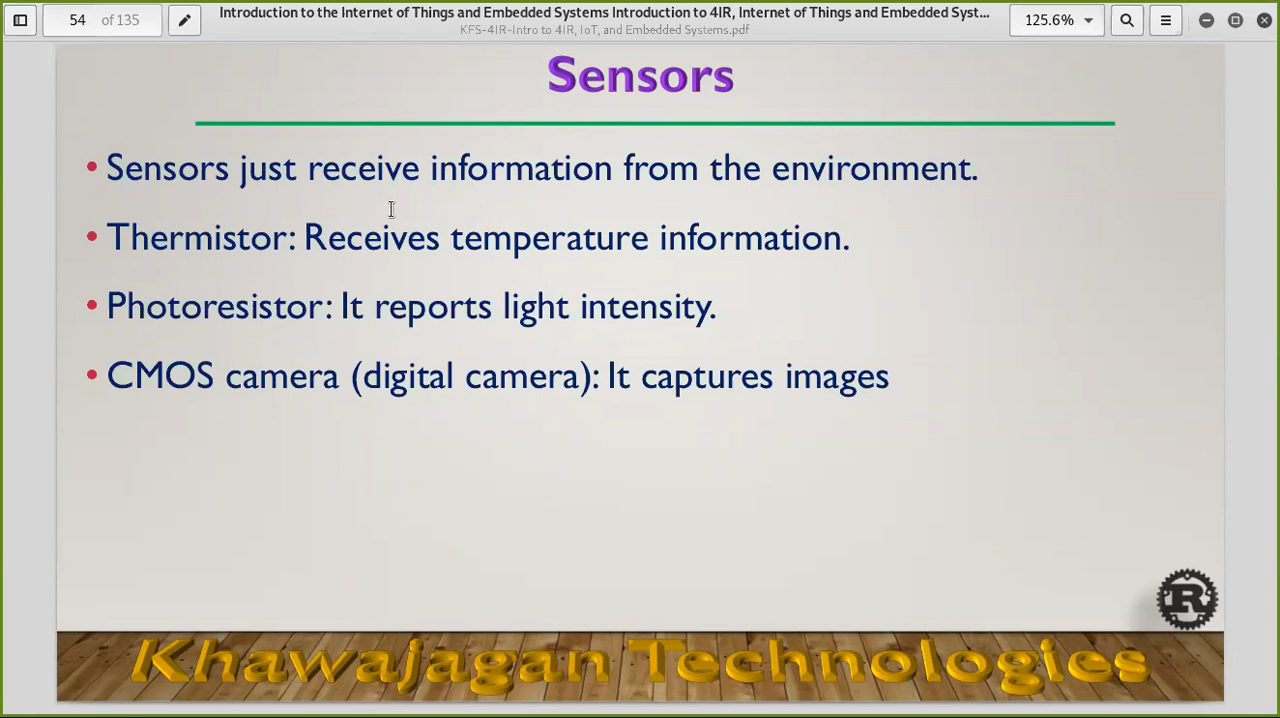 54 of 135
Introduction to the Internet of Things and Embedded Systems Introduction to 4IR, Internet of Things and Embedded Syst...
KFS-4IR-Intro to 4IR, IoT, and Embedded Systems.pdf
125.6%
Sensors
• Sensors just receive information from the environment.
• Thermistor: Receives temperature information.
• Photoresistor: It reports light intensity.
• CMOS camera (digital camera): It captures images
R
Khawajagan Technologies